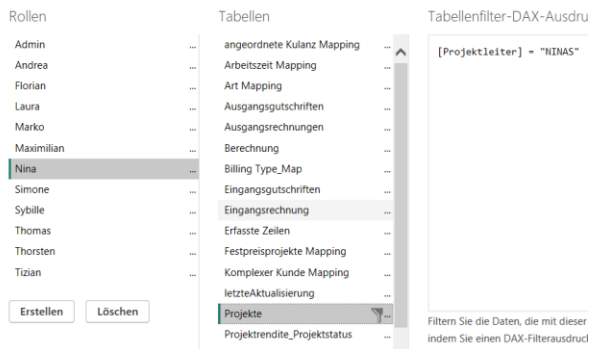 Rollen
Admin ...
Andrea ...
Florian ...
Laura ...
Marko ...
Maximilian ...
Nina ...
Simone ...
Sybille ...
Thomas ...
Thorsten ...
Tizian ...
Erstellen Löschen
Tabellen
angeordnete Kulanz Mapping ...
Arbeitszeit Mapping ...
Art Mapping ...
Ausgangsgutschriften ...
Ausgangsrechnungen ...
Berechnung ...
Billing Type_Map ...
Eingangsgutschriften ...
Eingangsrechnung ...
Erfasste Zeilen ...
Festpreisprojekte Mapping ...
Komplexer Kunde Mapping ...
letzteAktualisierung ...
Projekte ...
Projektrendite_Projektstatus ...
Tabellenfilter-DAX-Ausdru
[Projektleiter] = "NINAS"
Filtern Sie die Daten, die mit dieser
indem Sie einen DAX-Filterausdruck